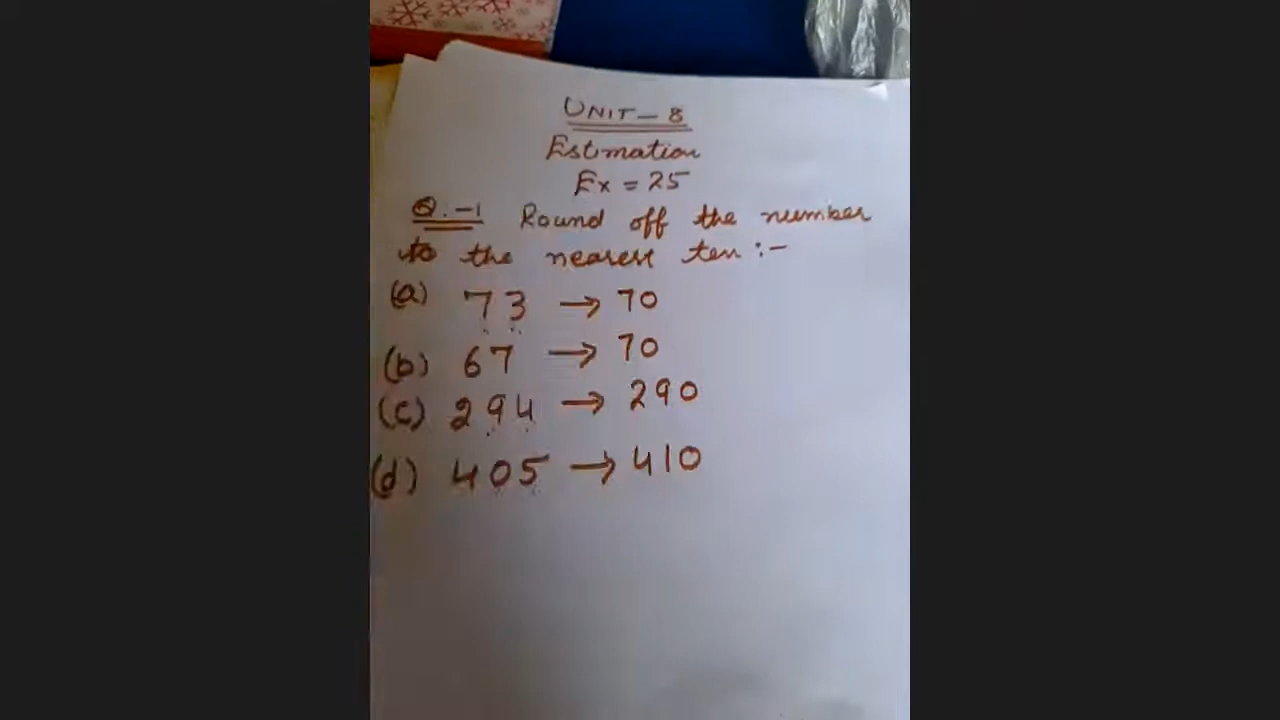 UNIT - 8
Estimation
Ex = 25
Q. -1 Round off the number
to the nearest ten :-
(a) 73 → 70
(b) 67 → 70
(c) 294 → 290
(d) 405 → 410